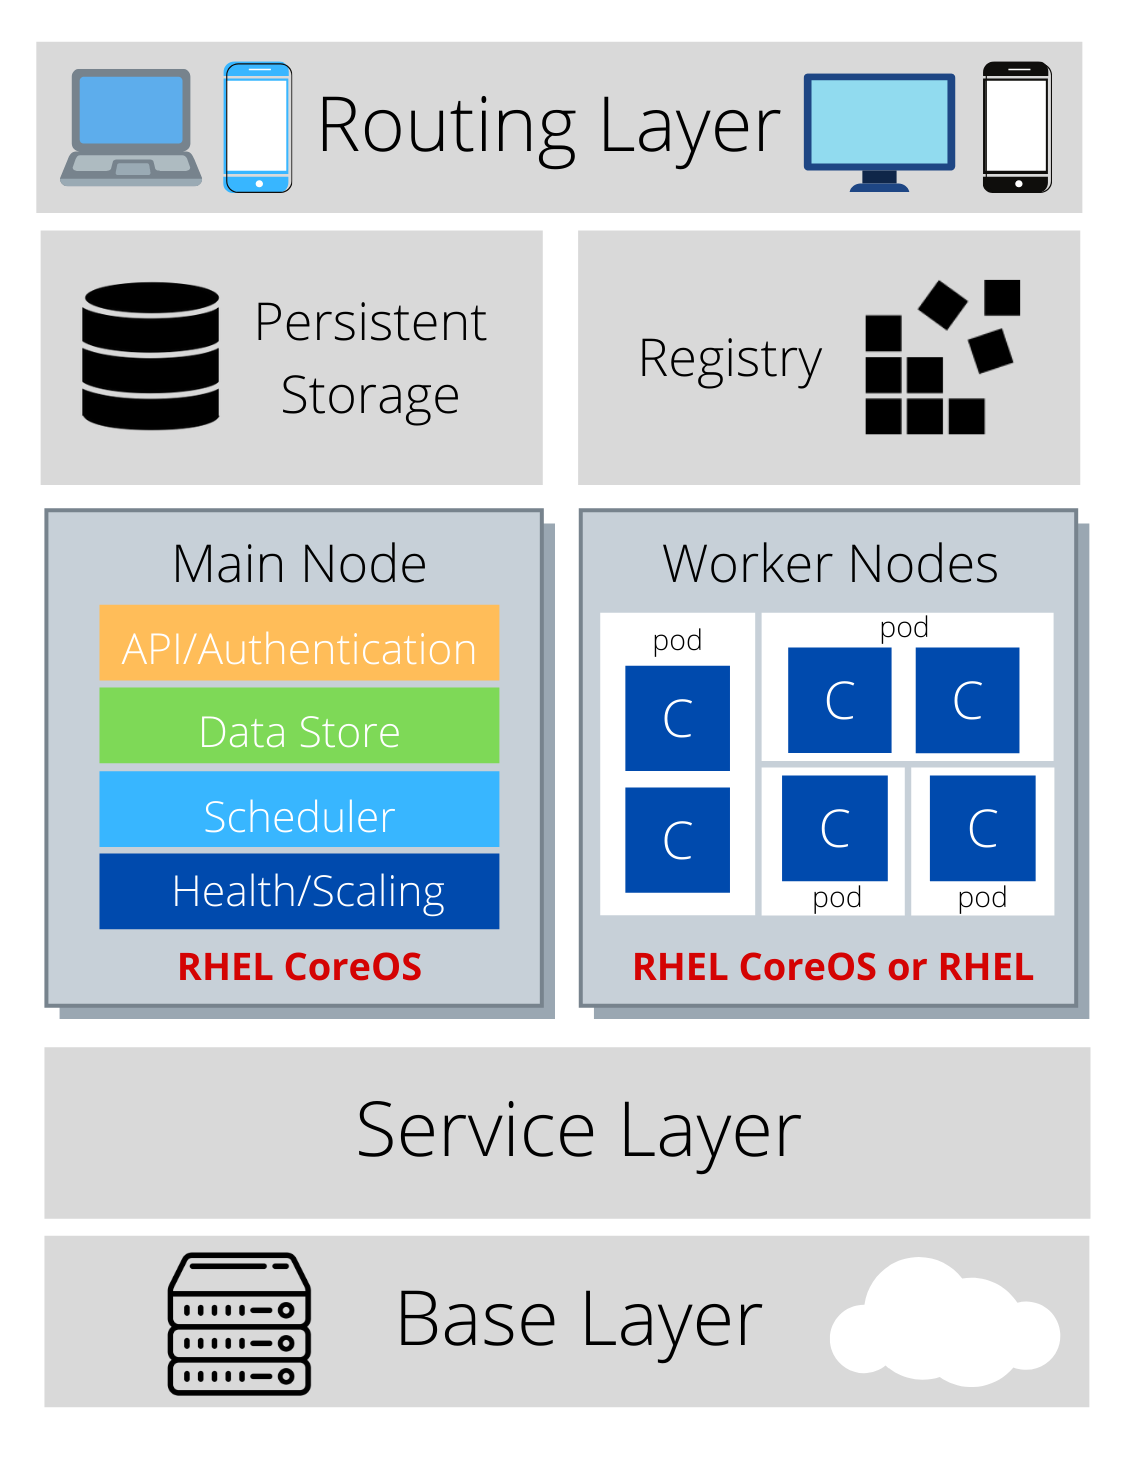 Routing Layer
Persistent
Storage
Registry
Main Node
API/Authentication
Data Store
Scheduler
Health/Scaling
RHEL CoreOS
Worker Nodes
pod
C
C
pod
C
C
C
pod
C
pod
RHEL CoreOS or RHEL
Service Layer
Base Layer